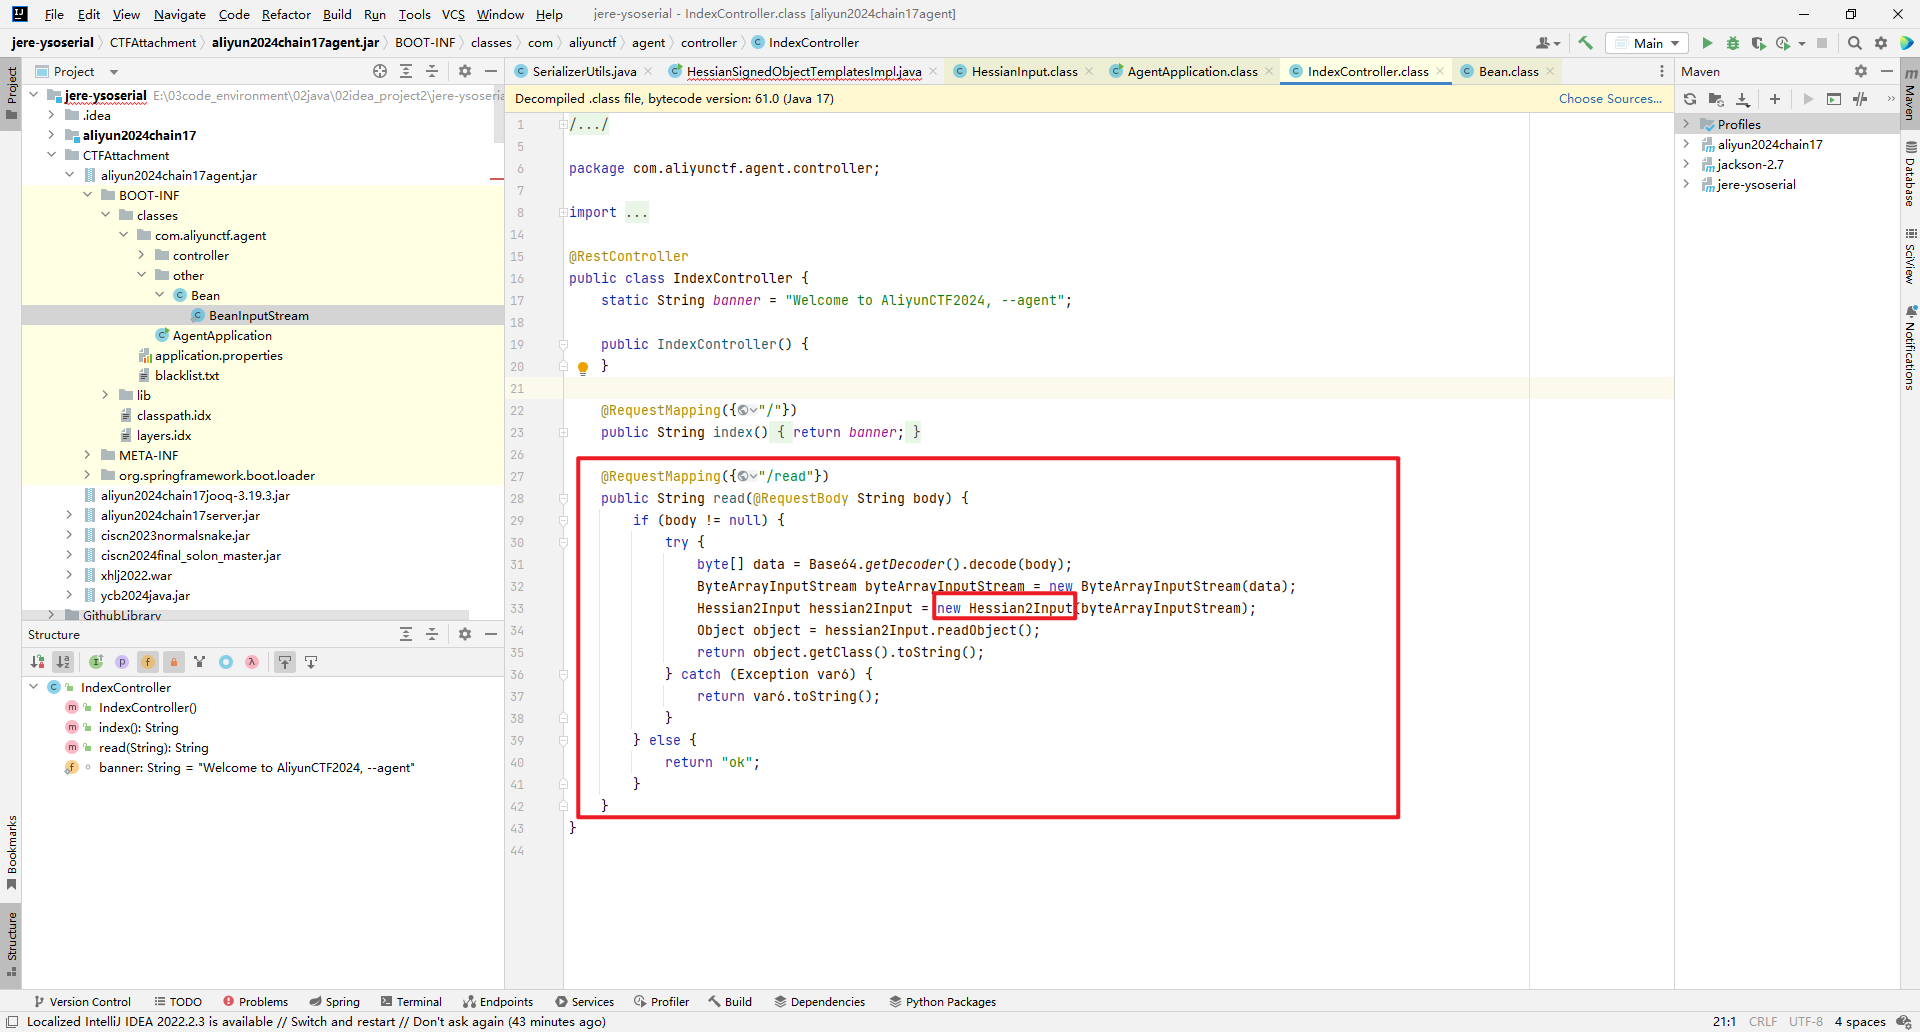 File Edit View Navigate Code Refactor Build Run Tools VCS Window Help jere-ysoserial - IndexController.class [aliyun2024chain17agent]
jere-ysoserial CTFAttachment aliyun2024chain17agent.jar BOOT-INF classes com aliyunctf agent controller IndexController Main
Project
SerializerUtils.java HessianSignedObjectTemplatesImpl.java HessianInput.class AgentApplication.class IndexController.class Bean.class
Maven
Decompiled .class file, bytecode version: 61.0 (Java 17) Choose Sources...
Project
Bookmarks
Structure
jere-ysoserial E:\03code_environment\02java\02idea_project2\jere-ysoseria
.idea
aliyun2024chain17
CTFAttachment
aliyun2024chain17agent.jar
BOOT-INF
classes
com.aliyunctf.agent
controller
other
Bean
BeanInputStream
AgentApplication
application.properties
blacklist.txt
lib
classpath.idx
layers.idx
META-INF
org.springframework.boot.loader
aliyun2024chain17jooq-3.19.3.jar
aliyun2024chain17server.jar
ciscn2023normalsnake.jar
ciscn2024final_solon_master.jar
xhlj2022.war
ycb2024java.jar
GithubLibrary
Structure
IndexController
IndexController()
index(): String
read(String): String
banner: String = "Welcome to AliyunCTF2024, --agent"
1 /.../
5
6 package com.aliyunctf.agent.controller;
7
8 import ...
14
15 @RestController
16 public class IndexController {
17 static String banner = "Welcome to AliyunCTF2024, --agent";
18
19 public IndexController() {
20 }
21
22 @RequestMapping({"/"})
23 public String index() { return banner; }
26
27 @RequestMapping({"/read"})
28 public String read(@RequestBody String body) {
29 if (body != null) {
30 try {
31 byte[] data = Base64.getDecoder().decode(body);
32 ByteArrayInputStream byteArrayInputStream = new ByteArrayInputStream(data);
33 Hessian2Input hessian2Input = new Hessian2Input(byteArrayInputStream);
34 Object object = hessian2Input.readObject();
35 return object.getClass().toString();
36 } catch (Exception var6) {
37 return var6.toString();
38 }
39 } else {
40 return "ok";
41 }
42 }
43 }
44
Profiles
aliyun2024chain17
jackson-2.7
jere-ysoserial
Maven
Database
SciView
Notifications
Version Control TODO Problems Spring Terminal Endpoints Services Profiler Build Dependencies Python Packages
Localized IntelliJ IDEA 2022.2.3 is available // Switch and restart // Don't ask again (43 minutes ago) 21:1 CRLF UTF-8 4 spaces